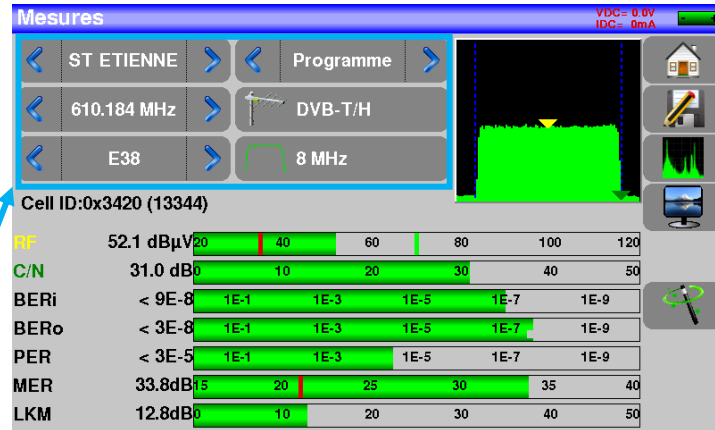 Mesures
VDC= 0.0V
IDC= 0mA
ST ETIENNE
Programme
610.184 MHz
DVB-T/H
E38
8 MHz
Cell ID:0x3420 (13344)
RF 52.1 dBµV 20 40 60 80 100 120
C/N 31.0 dB 0 10 20 30 40 50
BERi < 9E-8 1E-1 1E-3 1E-5 1E-7 1E-9
BERo < 3E-8 1E-1 1E-3 1E-5 1E-7 1E-9
PER < 3E-5 1E-1 1E-3 1E-5 1E-7 1E-9
MER 33.8dB 15 20 25 30 35 40
LKM 12.8dB 0 10 20 30 40 50